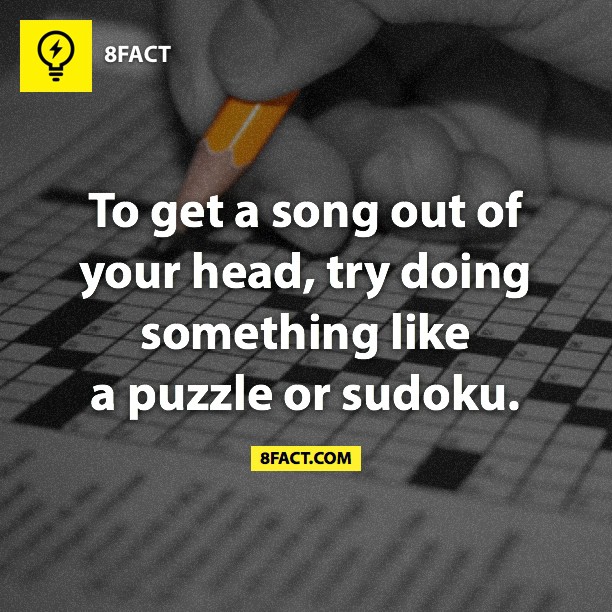 8FACT
To get a song out of
your head, try doing
something like
a puzzle or sudoku.
8FACT.COM